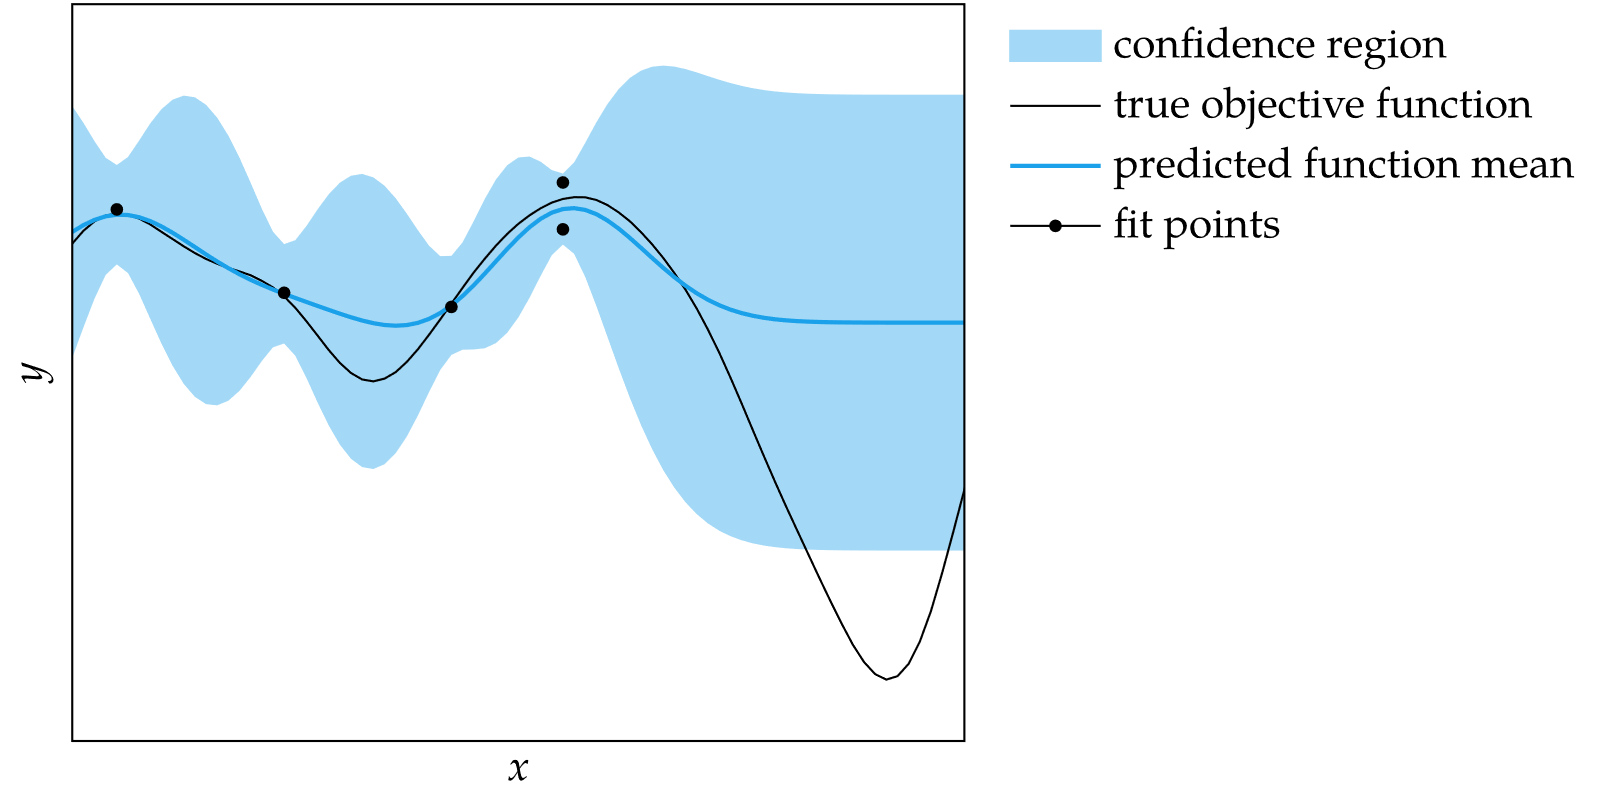 confidence region
true objective function
predicted function mean
fit points
y
x